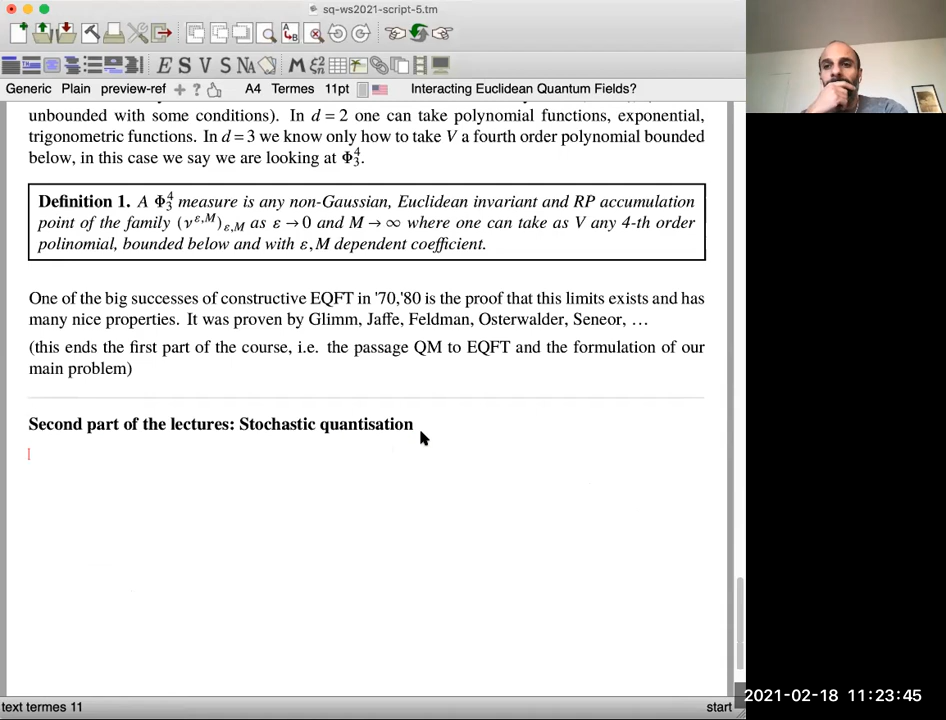 sq-ws2021-script-5.tm
E S V S NA M
Generic Plain preview-ref + ? A4 Termes 11pt Interacting Euclidean Quantum Fields?
unbounded with some conditions). In d = 2 one can take polynomial functions, exponential,
trigonometric functions. In d = 3 we know only how to take V a fourth order polynomial bounded
below, in this case we say we are looking at Φ⁴₃.
Definition 1. A Φ⁴₃ measure is any non-Gaussian, Euclidean invariant and RP accumulation
point of the family (ν^{ε,M})_{ε,M} as ε → 0 and M → ∞ where one can take as V any 4-th order
polinomial, bounded below and with ε, M dependent coefficient.
One of the big successes of constructive EQFT in '70,'80 is the proof that this limits exists and has
many nice properties. It was proven by Glimm, Jaffe, Feldman, Osterwalder, Seneor, …
(this ends the first part of the course, i.e. the passage QM to EQFT and the formulation of our
main problem)
Second part of the lectures: Stochastic quantisation
text termes 11 start
2021-02-18 11:23:45